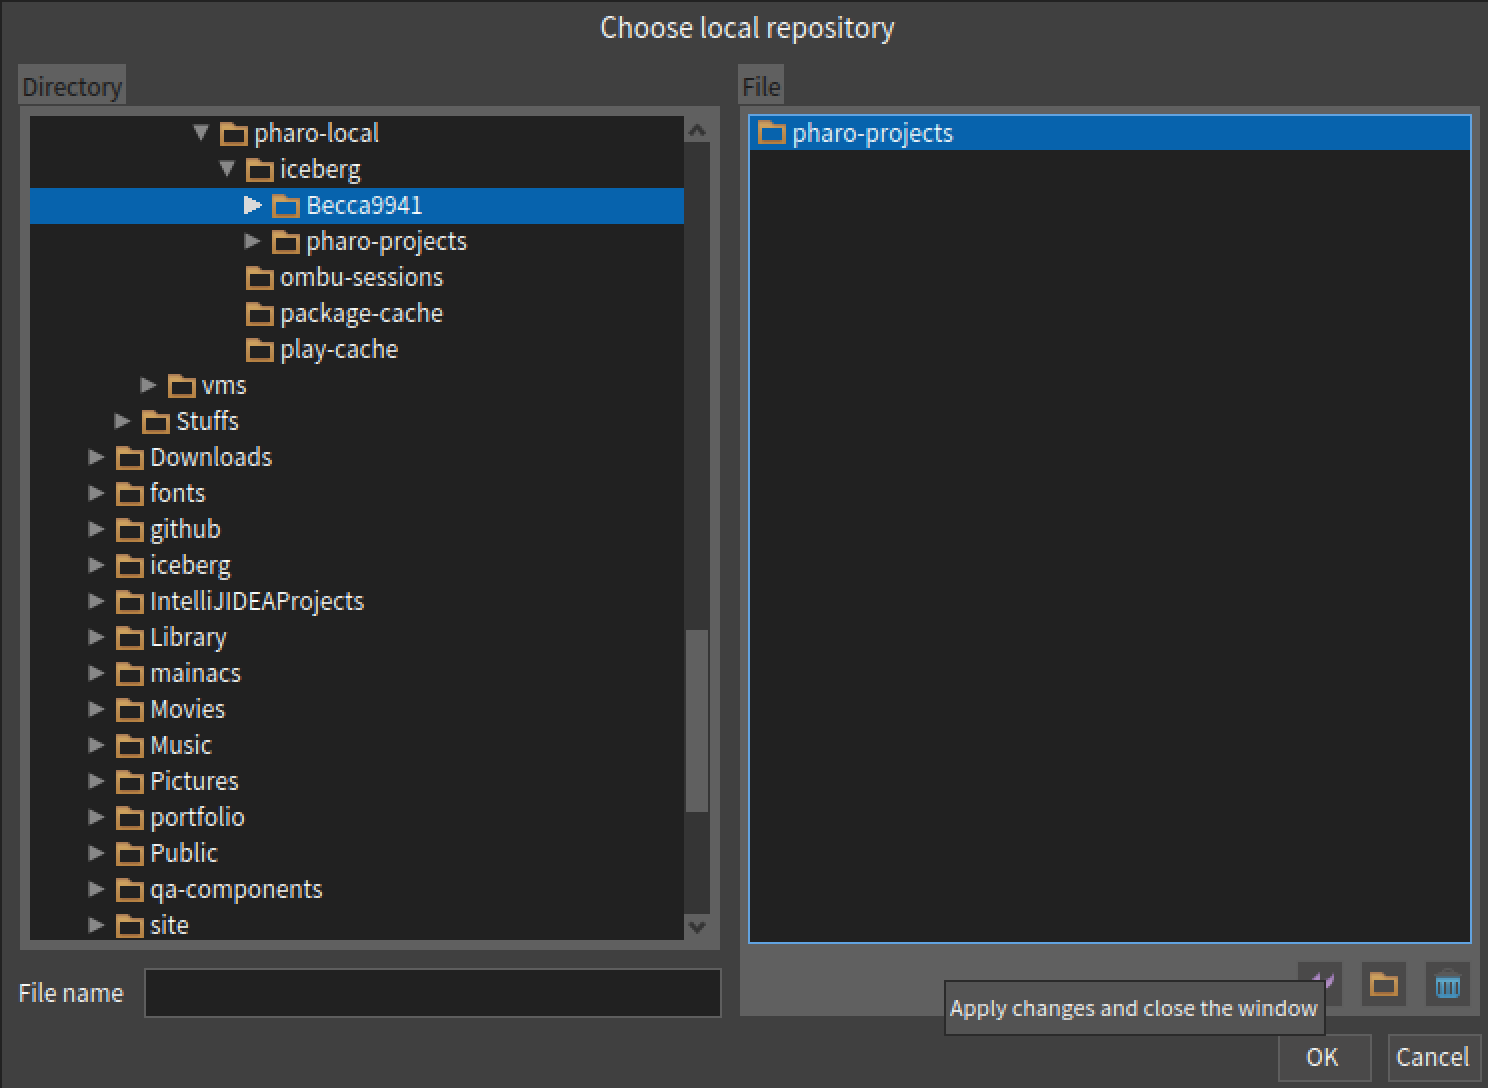 Choose local repository
Directory
pharo-local
iceberg
Becca9941
pharo-projects
ombu-sessions
package-cache
play-cache
vms
Stuffs
Downloads
fonts
github
iceberg
IntelliJIDEAProjects
Library
mainacs
Movies
Music
Pictures
portfolio
Public
qa-components
site
File name
File
pharo-projects
Apply changes and close the window
OK
Cancel